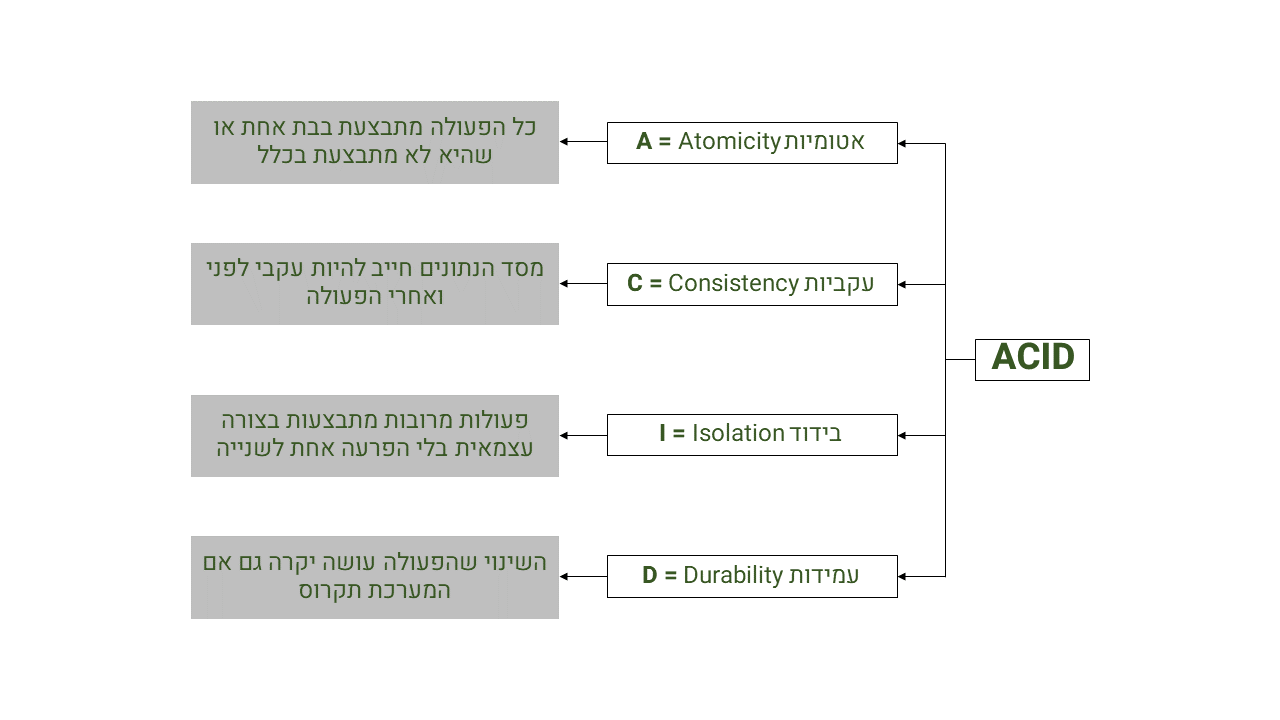 ACID
A = Atomicity אטומיות
כל הפעולה מתבצעת בבת אחת או
שהיא לא מתבצעת בכלל
C = Consistency עקביות
מסד הנתונים חייב להיות עקבי לפני
ואחרי הפעולה
I = Isolation בידוד
פעולות מרובות מתבצעות בצורה
עצמאית בלי הפרעה אחת לשנייה
D = Durability עמידות
השינוי שהפעולה עושה יקרה גם אם
המערכת תקרוס